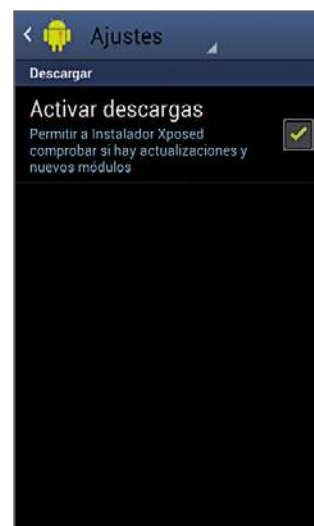 Ajustes
Descargar
Activar descargas
Permitir a Instalador Xposed
comprobar si hay actualizaciones y
nuevos módulos